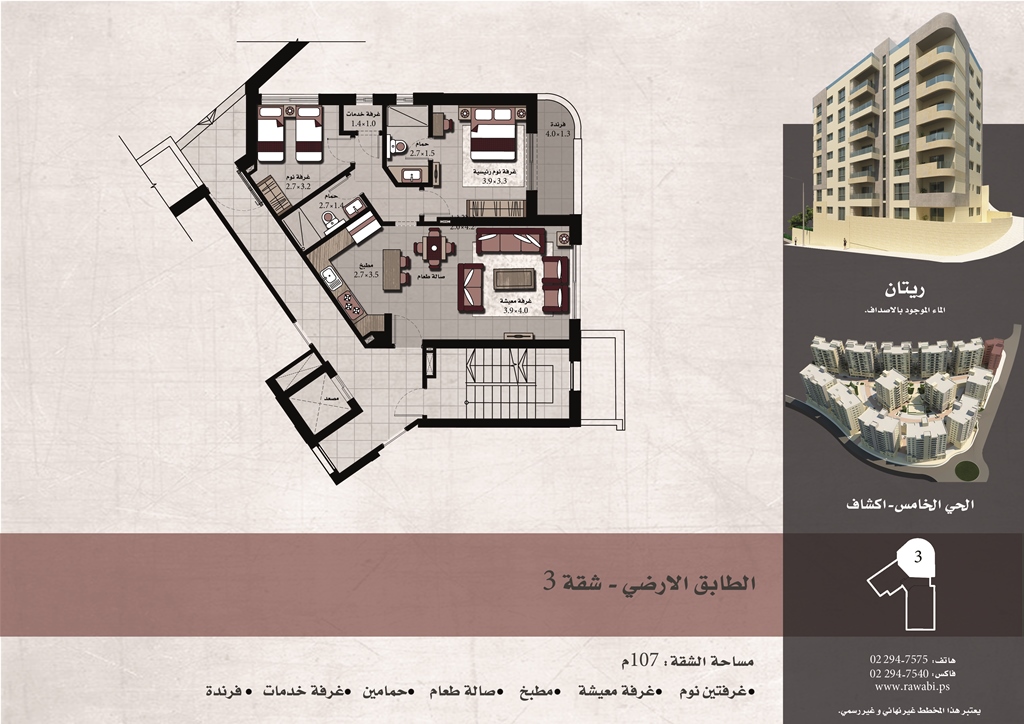 غرفة خدمات
1.4×1.0
حمام
2.7×1.5
فرندة
4.0×1.3
غرفة نوم رئيسية
3.9×3.3
غرفة نوم
2.7×3.2
حمام
2.7×1.4
مطبخ
2.7×3.5
صالة طعام
غرفة معيشة
3.9×4.0
مصعد
ريتان
الماء الموجود بالاصداف.
الحي الخامس-اكشاف
3
الطابق الارضي - شقة 3
مساحة الشقة: 107م
•غرفتين نوم •غرفة معيشة •مطبخ •صالة طعام •حمامين •غرفة خدمات •فرندة
هاتف: 02 294-7575
فاكس: 02 294-7540
www.rawabi.ps
يعتبر هذا المخطط غير نهائي و غير رسمي.